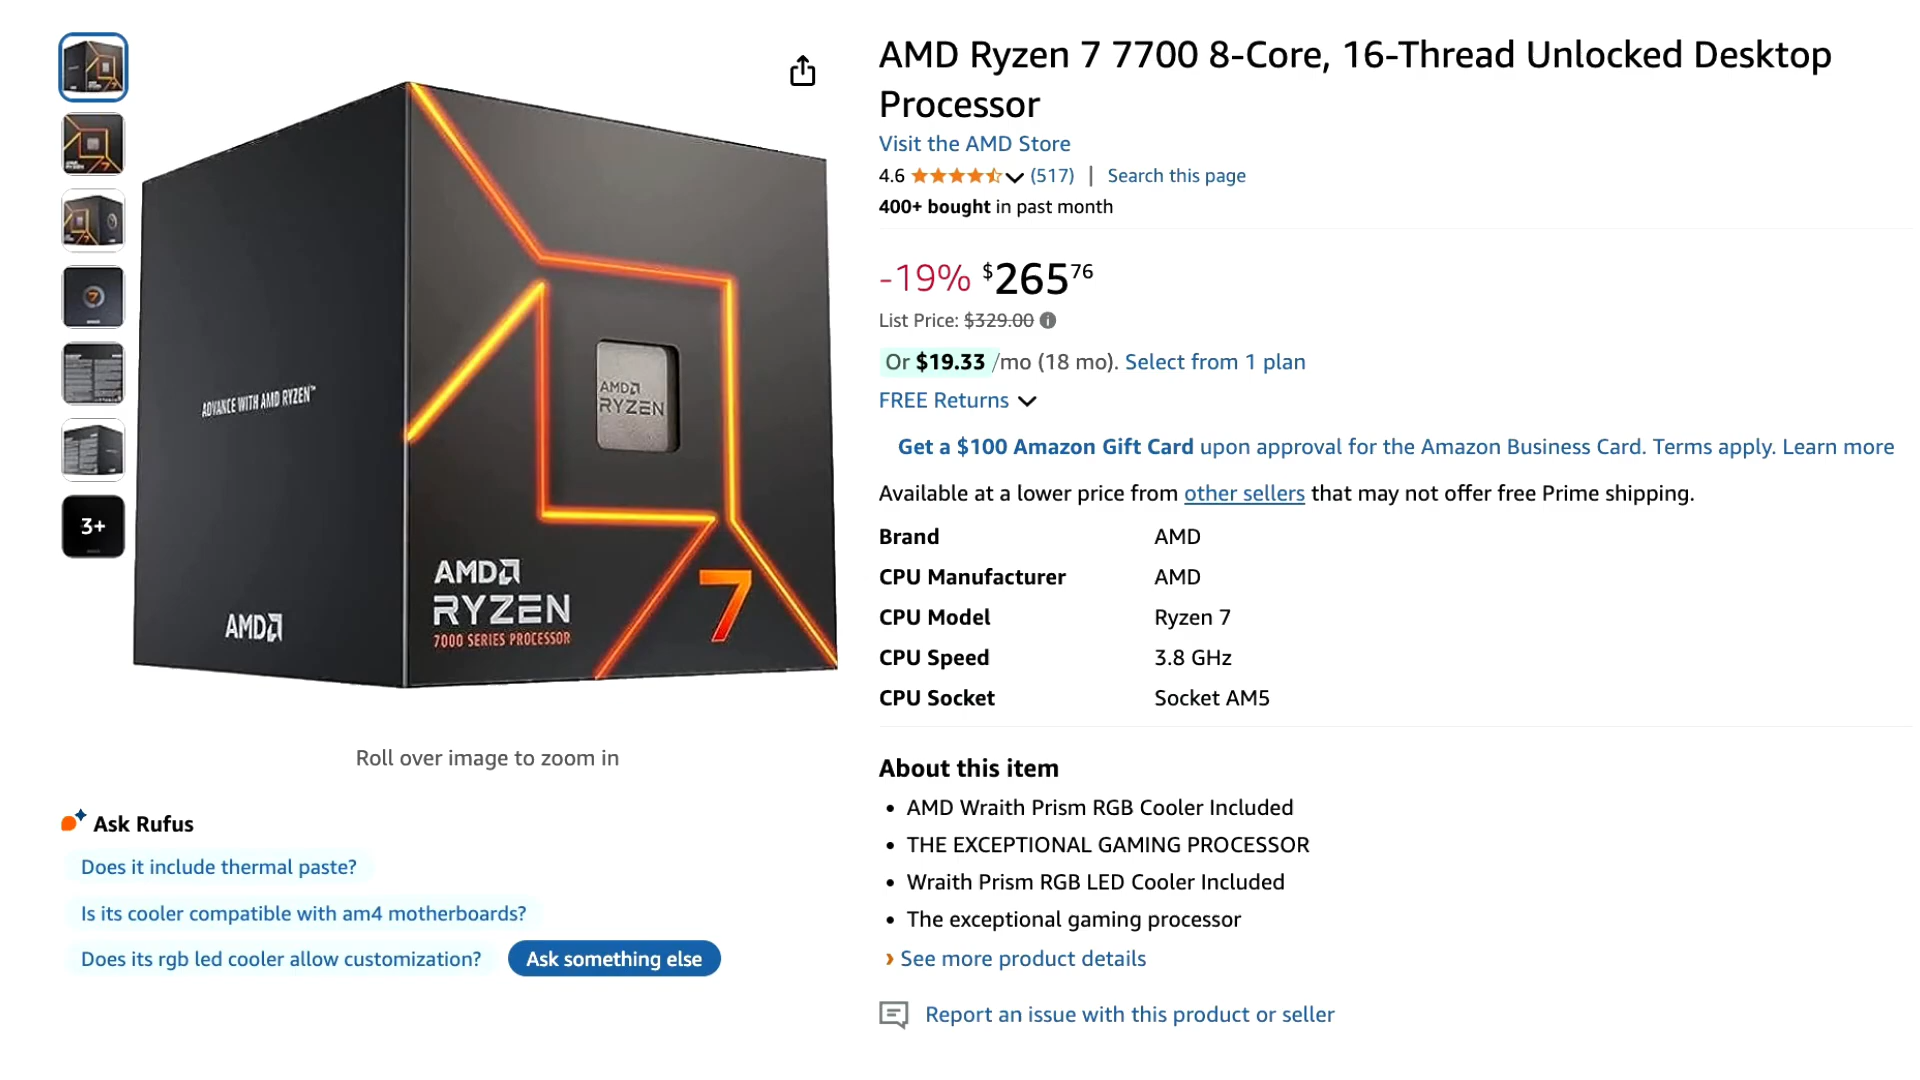 AMD Ryzen 7 7700 8-Core, 16-Thread Unlocked Desktop
Processor
Visit the AMD Store
4.6 (517) | Search this page
400+ bought in past month
-19% $265 76
List Price: $329.00
Or $19.33 /mo (18 mo). Select from 1 plan
FREE Returns
Get a $100 Amazon Gift Card upon approval for the Amazon Business Card. Terms apply. Learn more
Available at a lower price from other sellers that may not offer free Prime shipping.
Brand AMD
CPU Manufacturer AMD
CPU Model Ryzen 7
CPU Speed 3.8 GHz
CPU Socket Socket AM5
About this item
• AMD Wraith Prism RGB Cooler Included
• THE EXCEPTIONAL GAMING PROCESSOR
• Wraith Prism RGB LED Cooler Included
• The exceptional gaming processor
› See more product details
Report an issue with this product or seller
3+
ADVANCE WITH AMD RYZEN™
AMD
AMD
RYZEN
AMD
RYZEN
7000 SERIES PROCESSOR
7
Roll over image to zoom in
Ask Rufus
Does it include thermal paste?
Is its cooler compatible with am4 motherboards?
Does its rgb led cooler allow customization? Ask something else